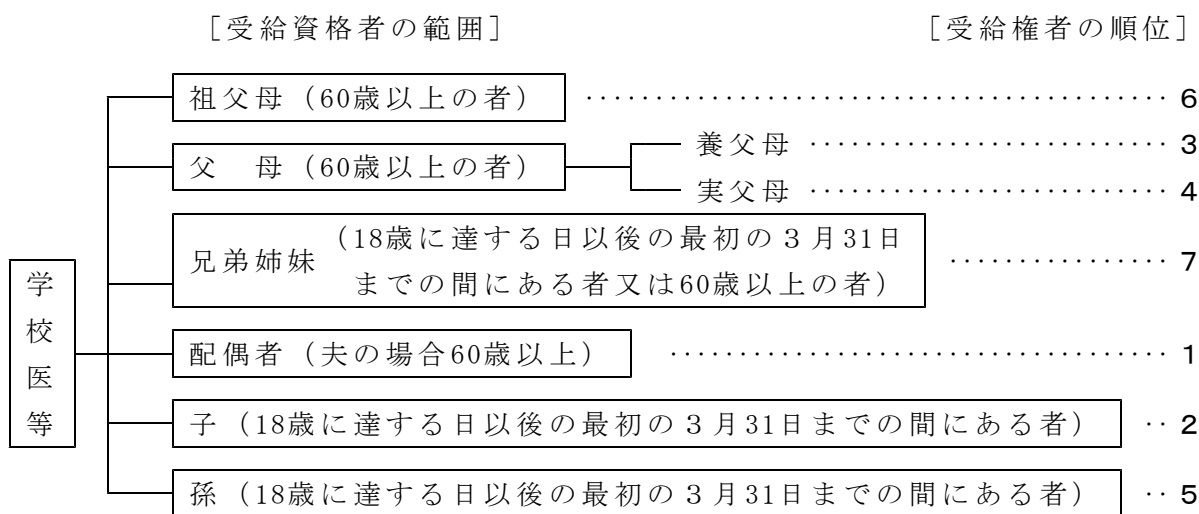 ［受給資格者の範囲］ ［受給権者の順位］
祖父母（60歳以上の者） ･････････････････････････････････････････ 6
父　母（60歳以上の者） 養父母 ･･････････････････････････ 3
実父母 ･･････････････････････････ 4
兄弟姉妹 （18歳に達する日以後の最初の３月31日
までの間にある者又は60歳以上の者） ････････････････ 7
学校医等
配偶者（夫の場合60歳以上） ････････････････････････････････････ 1
子（18歳に達する日以後の最初の３月31日までの間にある者） ･･ 2
孫（18歳に達する日以後の最初の３月31日までの間にある者） ･･ 5